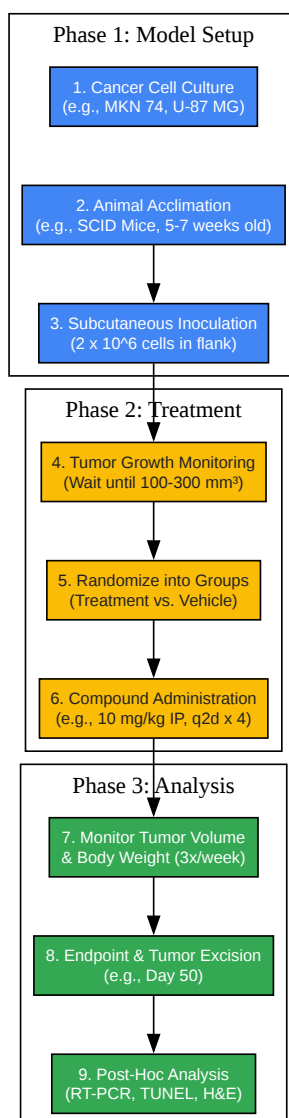 Phase 1: Model Setup
1. Cancer Cell Culture
(e.g., MKN 74, U-87 MG)
2. Animal Acclimation
(e.g., SCID Mice, 5-7 weeks old)
3. Subcutaneous Inoculation
(2 x 10^6 cells in flank)
Phase 2: Treatment
4. Tumor Growth Monitoring
(Wait until 100-300 mm³)
5. Randomize into Groups
(Treatment vs. Vehicle)
6. Compound Administration
(e.g., 10 mg/kg IP, q2d x 4)
Phase 3: Analysis
7. Monitor Tumor Volume
& Body Weight (3x/week)
8. Endpoint & Tumor Excision
(e.g., Day 50)
9. Post-Hoc Analysis
(RT-PCR, TUNEL, H&E)